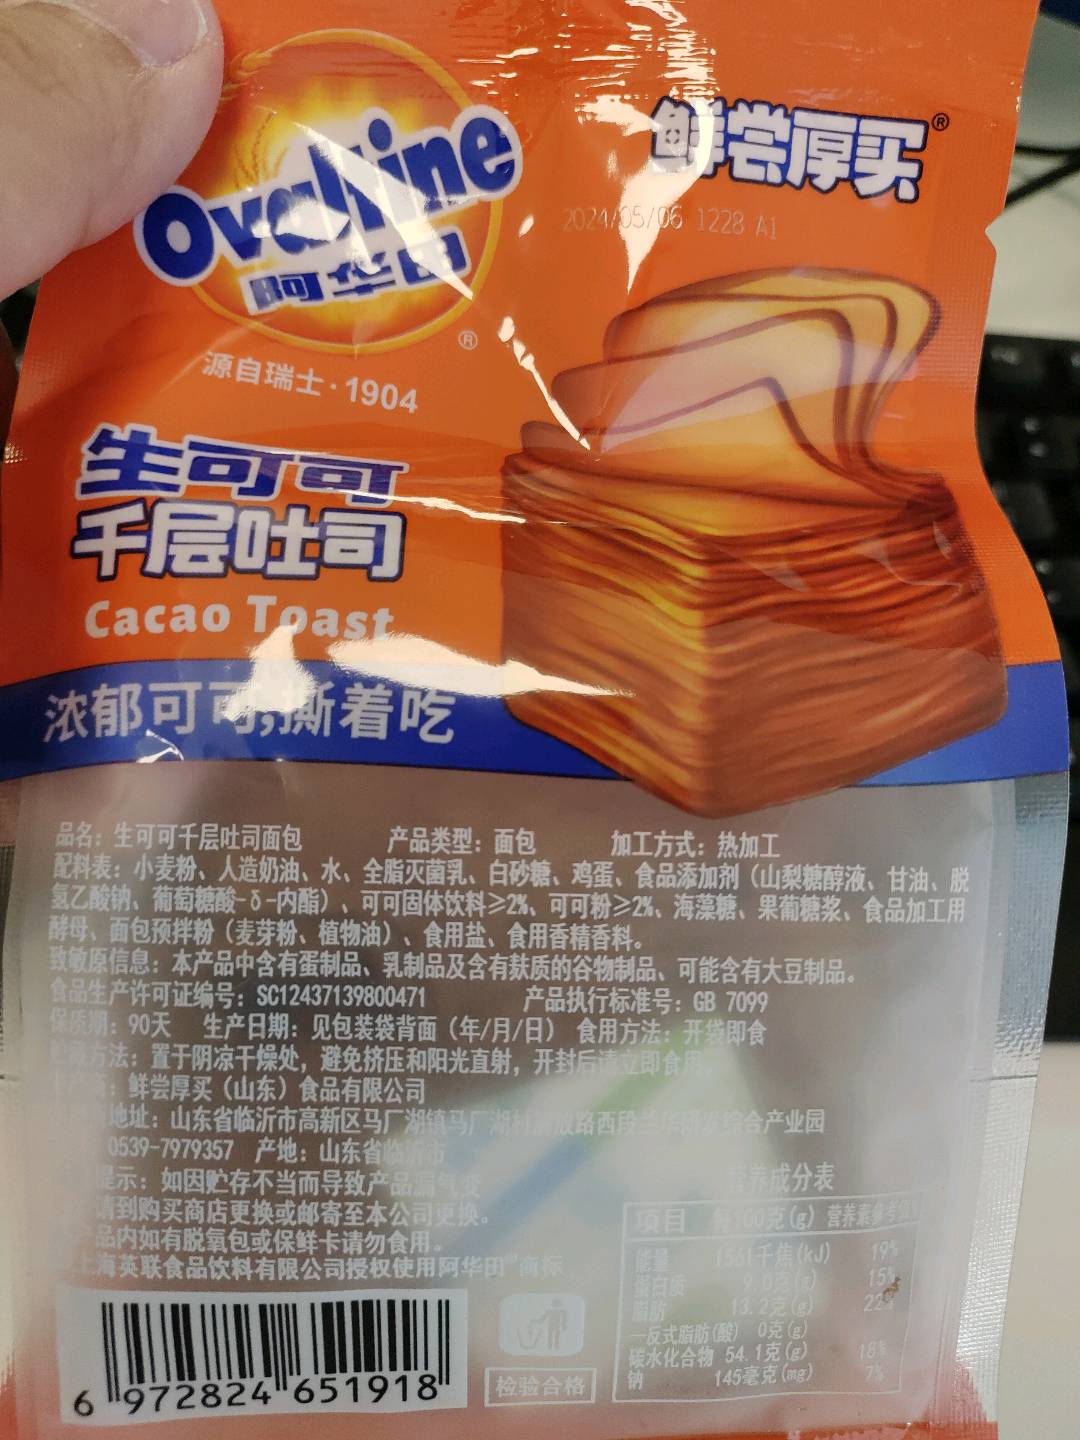 Ovaltine
阿华田
®
源自瑞士·1904
鲜尝厚买®
2024/05/06 1228 A1
生可可
千层吐司
Cacao Toast
浓郁可可,撕着吃
品名：生可可千层吐司面包 产品类型：面包 加工方式：热加工
配料表：小麦粉、人造奶油、水、全脂灭菌乳、白砂糖、鸡蛋、食品添加剂（山梨糖醇液、甘油、脱
氢乙酸钠、葡萄糖酸-δ-内酯）、可可固体饮料≥2%、可可粉≥2%、海藻糖、果葡糖浆、食品加工用
酵母、面包预拌粉（麦芽粉、植物油）、食用盐、食用香精香料。
致敏原信息：本产品中含有蛋制品、乳制品及含有麸质的谷物制品、可能含有大豆制品。
食品生产许可证编号：SC12437139800471 产品执行标准号：GB 7099
保质期：90天 生产日期：见包装袋背面（年/月/日） 食用方法：开袋即食
方法：置于阴凉干燥处，避免挤压和阳光直射，开封后请立即食用
：鲜尝厚买（山东）食品有限公司
地址：山东省临沂市高新区马厂湖镇马厂湖村 路西段 综合产业园
0539-7979357 产地：山东省临沂市
提示：如因贮存不当而导致产品漏气变
请到购买商店更换或邮寄至本公司更换。
品内如有脱氧包或保鲜卡请勿食用。
上海英联食品饮料有限公司授权使用阿华田®商标
6 972824 651918
检验合格
营养成分表
项目 每100克(g) 营养素参考值
能量 1561千焦(kJ) 19%
蛋白质 9.0克(g) 15%
脂肪 13.2克(g) 22%
—反式脂肪(酸) 0克(g)
碳水化合物 54.1克(g) 18%
钠 145毫克(mg) 7%